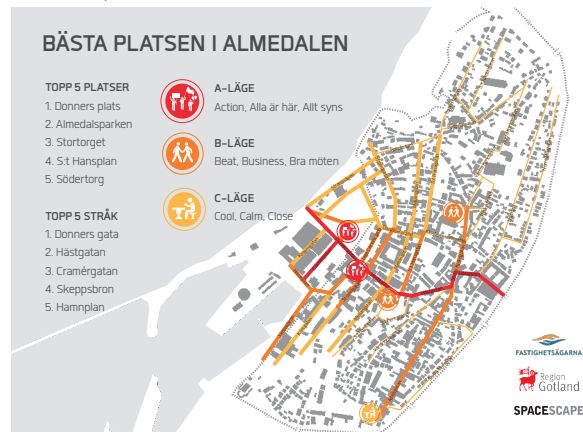 BÄSTA PLATSEN I ALMEDALEN
TOPP 5 PLATSER
1. Donners plats
2. Almedalsparken
3. Stortorget
4. S:t Hansplan
5. Södertorg
TOPP 5 STRÅK
1. Donners gata
2. Hästgatan
3. Cramérgatan
4. Skeppsbron
5. Hamnplan
A-LÄGE
Action, Alla är här, Allt syns
B-LÄGE
Beat, Business, Bra möten
C-LÄGE
Cool, Calm, Close
FASTIGHETSÄGARNA
Region
Gotland
SPACESCAPE